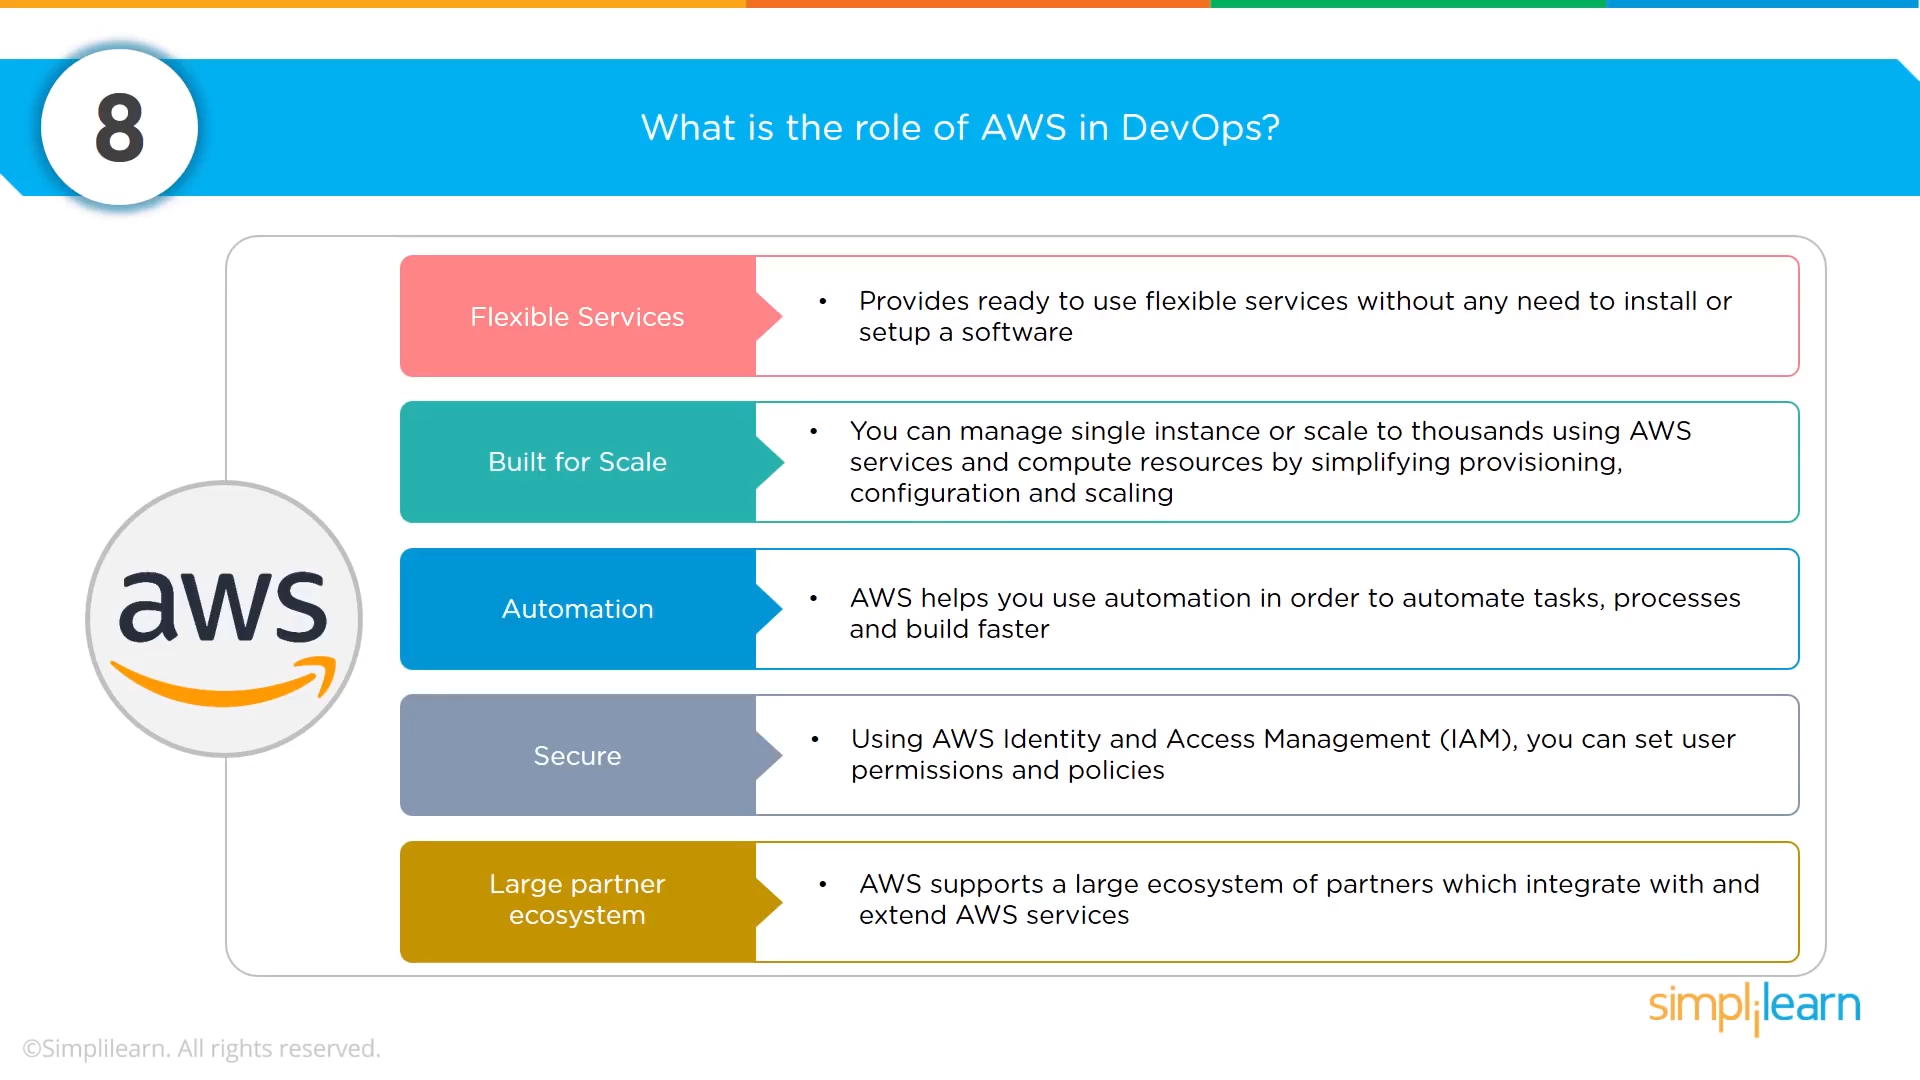 8
What is the role of AWS in DevOps?
Flexible Services
• Provides ready to use flexible services without any need to install or
setup a software
Built for Scale
• You can manage single instance or scale to thousands using AWS
services and compute resources by simplifying provisioning,
configuration and scaling
aws
Automation
• AWS helps you use automation in order to automate tasks, processes
and build faster
Secure
• Using AWS Identity and Access Management (IAM), you can set user
permissions and policies
Large partner
ecosystem
• AWS supports a large ecosystem of partners which integrate with and
extend AWS services
simplilearn
©Simplilearn. All rights reserved.